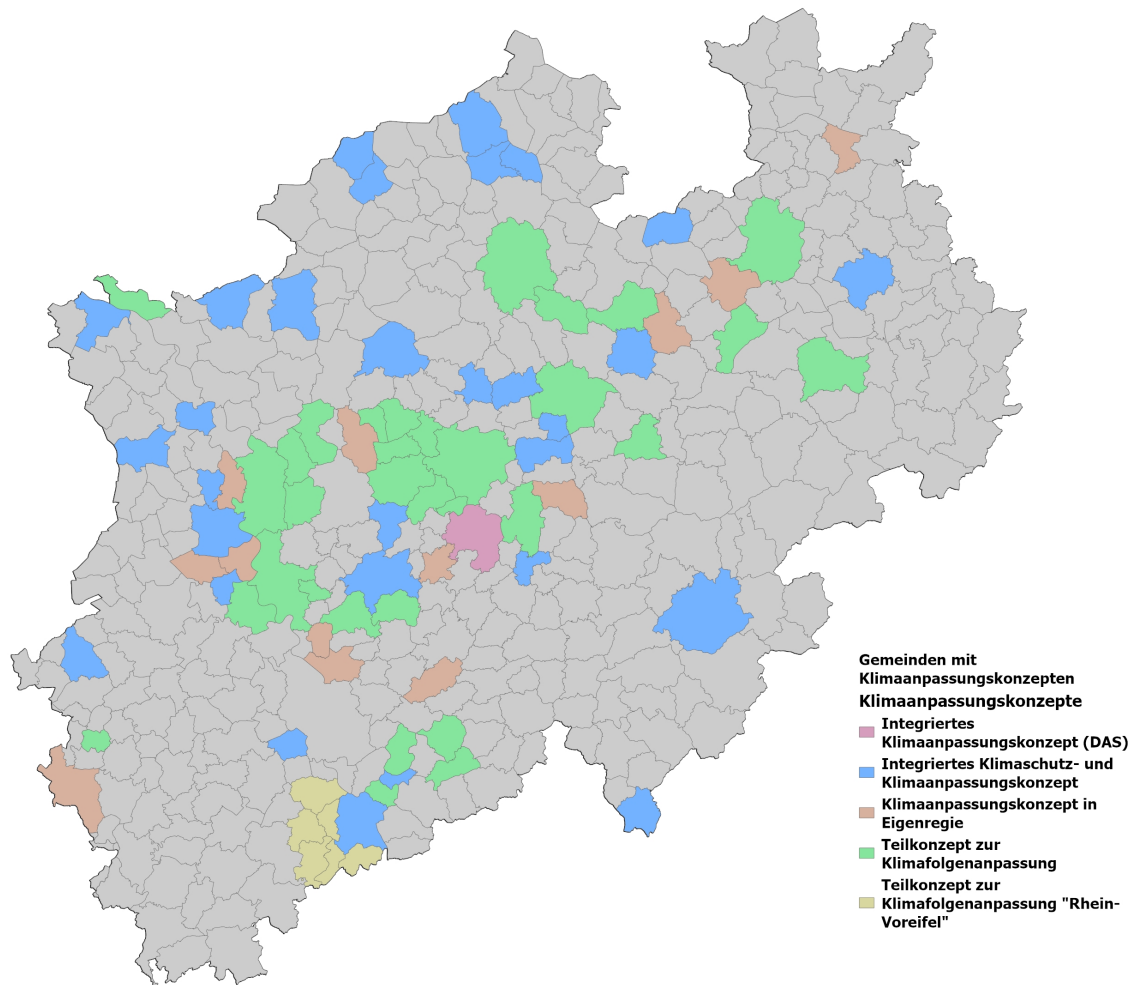 Gemeinden mit
Klimaanpassungskonzepten
Klimaanpassungskonzepte
Integriertes
Klimaanpassungskonzept (DAS)
Integriertes Klimaschutz- und
Klimaanpassungskonzept
Klimaanpassungskonzept in
Eigenregie
Teilkonzept zur
Klimafolgenanpassung
Teilkonzept zur
Klimafolgenanpassung "Rhein-
Voreifel"